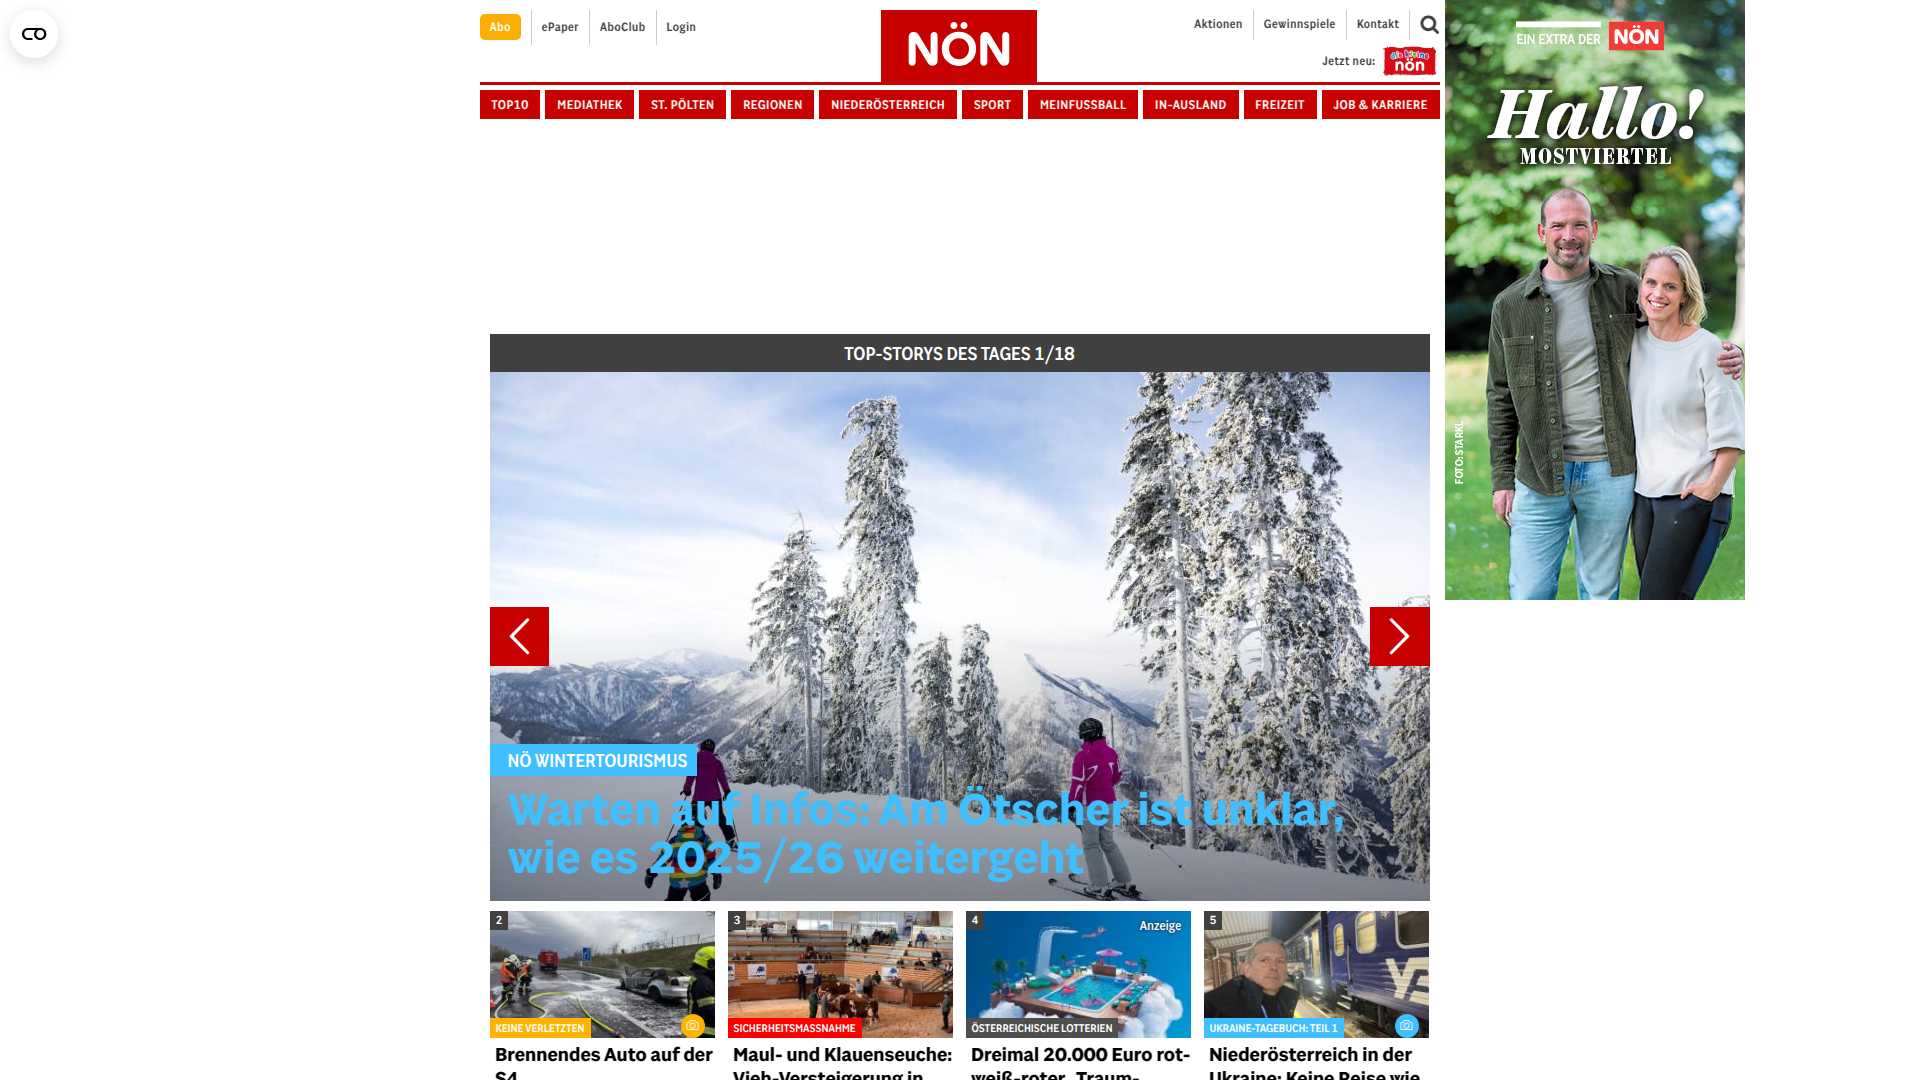 Abo
ePaper
AboClub
Login
NÖN
Aktionen
Gewinnspiele
Kontakt
Jetzt neu:
die kleine
nön
TOP10
MEDIATHEK
ST. PÖLTEN
REGIONEN
NIEDERÖSTERREICH
SPORT
MEINFUSSBALL
IN-AUSLAND
FREIZEIT
JOB & KARRIERE
EIN EXTRA DER NÖN
Hallo!
MOSTVIERTEL
FOTO: STARKL
TOP-STORYS DES TAGES 1/18
NÖ WINTERTOURISMUS
Warten auf Infos: Am Ötscher ist unklar,
wie es 2025/26 weitergeht
2
KEINE VERLETZTEN
Brennendes Auto auf der
S4
3
SICHERHEITSMASSNAHME
Maul- und Klauenseuche:
Vieh-Versteigerung in
4
Anzeige
ÖSTERREICHISCHE LOTTERIEN
Dreimal 20.000 Euro rot-
weiß-roter „Traum-
5
UKRAINE-TAGEBUCH: TEIL 1
Niederösterreich in der
Ukraine: Keine Reise wie